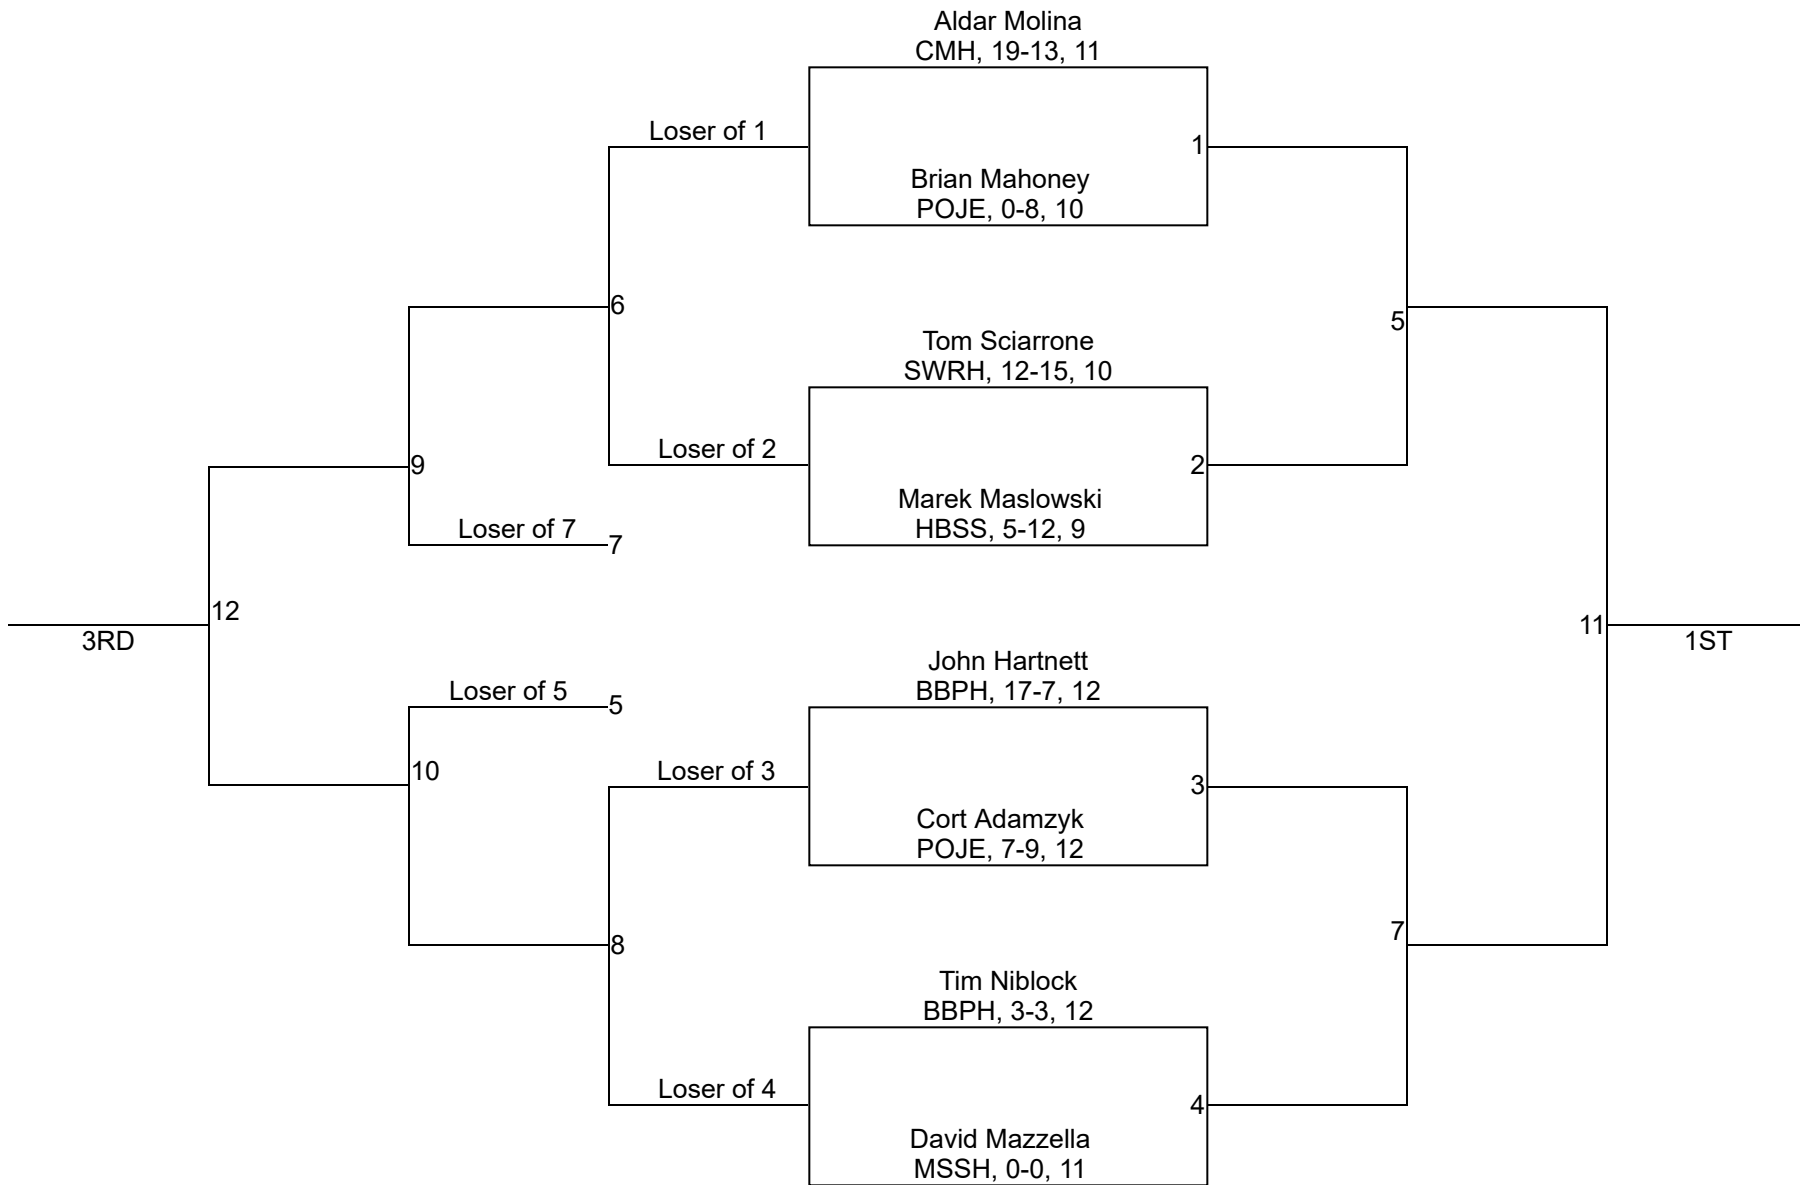 Aldar Molina
CMH, 19-13, 11
Loser of 1
1
Brian Mahoney
POJE, 0-8, 10
6
5
Tom Sciarrone
SWRH, 12-15, 10
Loser of 2
2
9
Marek Maslowski
HBSS, 5-12, 9
Loser of 7
7
12
3RD
11
1ST
John Hartnett
BBPH, 17-7, 12
Loser of 5
5
10
Loser of 3
3
Cort Adamzyk
POJE, 7-9, 12
8
7
Tim Niblock
BBPH, 3-3, 12
Loser of 4
4
David Mazzella
MSSH, 0-0, 11